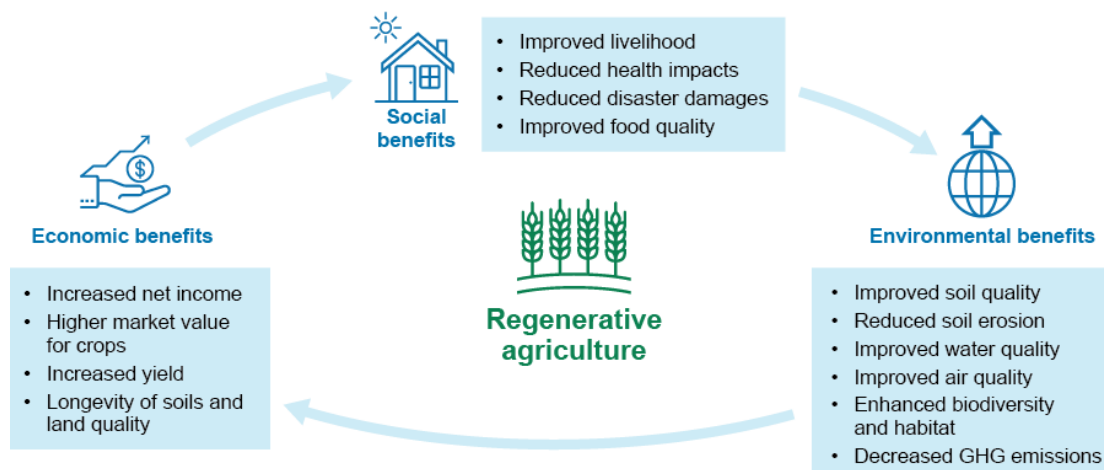 • Improved livelihood
• Reduced health impacts
• Reduced disaster damages
• Improved food quality
Social
benefits
$
Economic benefits
• Increased net income
• Higher market value
for crops
• Increased yield
• Longevity of soils and
land quality
Regenerative
agriculture
Environmental benefits
• Improved soil quality
• Reduced soil erosion
• Improved water quality
• Improved air quality
• Enhanced biodiversity
and habitat
• Decreased GHG emissions